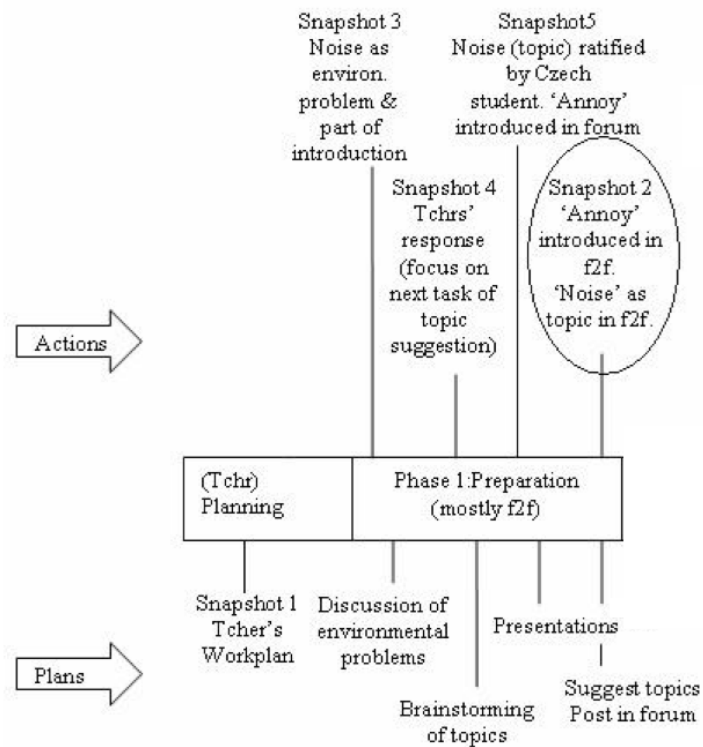 Snapshot 3
Noise as
environ.
problem &
part of
introduction
Snapshot5
Noise (topic) ratified
by Czech
student. ‘Annoy’
introduced in forum
Snapshot 4
Tchrs’
response
(focus on
next task of
topic
suggestion)
Snapshot 2
‘Annoy’
introduced in
f2f.
‘Noise’ as
topic in f2f.
Actions
(Tchr)
Planning
Phase 1:Preparation
(mostly f2f)
Snapshot 1
Tcher’s
Workplan
Discussion of
environmental
problems
Brainstorming
of topics
Presentations
Suggest topics
Post in forum
Plans